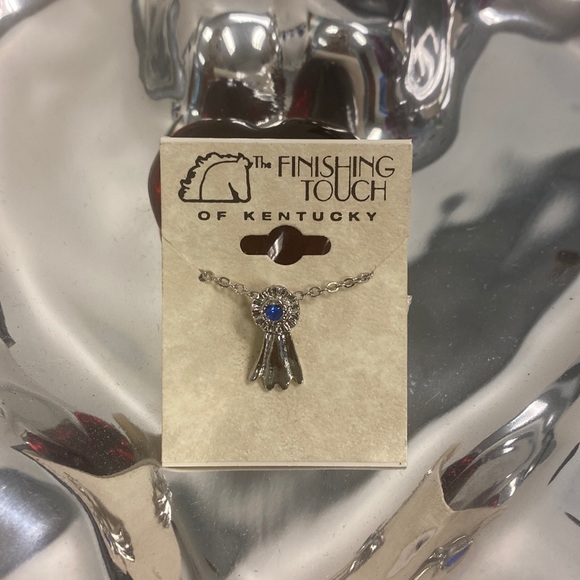 The FINISHING
TOUCH
OF KENTUCKY